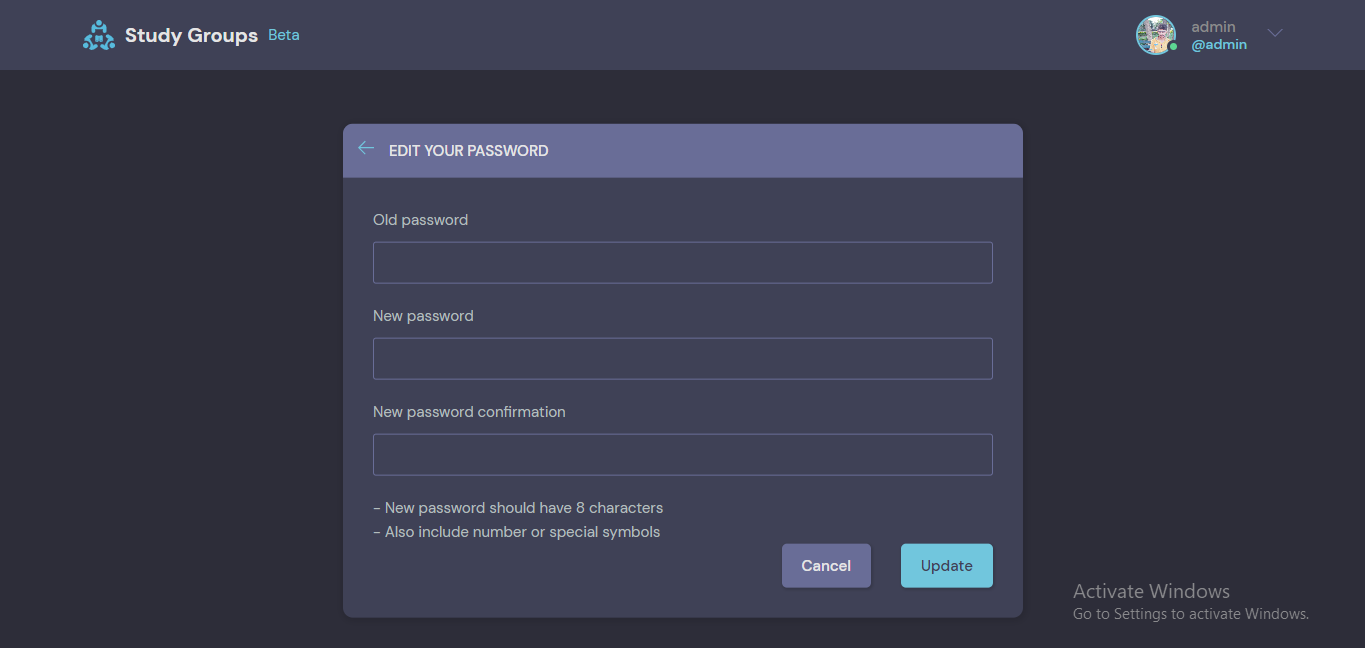 Study Groups Beta
admin
@admin
EDIT YOUR PASSWORD
Old password
New password
New password confirmation
- New password should have 8 characters
- Also include number or special symbols
Cancel Update
Activate Windows
Go to Settings to activate Windows.